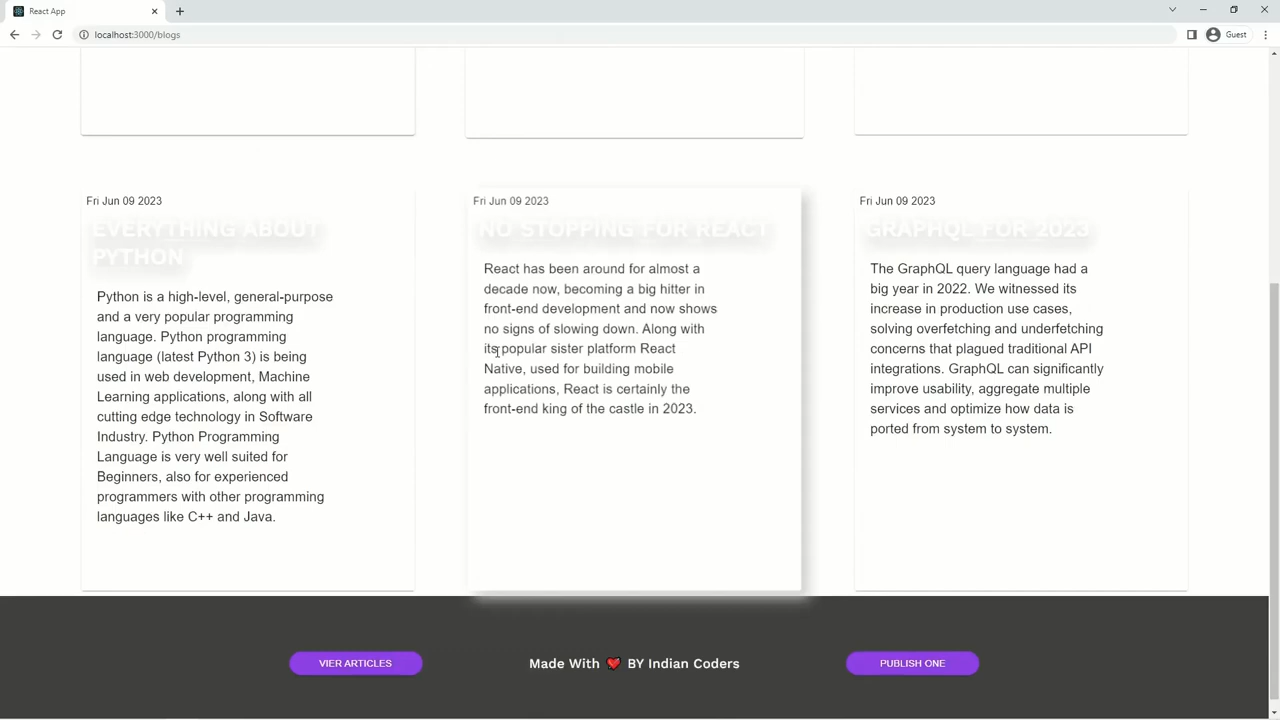 React App
localhost:3000/blogs
Guest
Fri Jun 09 2023
EVERYTHING ABOUT
PYTHON
Python is a high-level, general-purpose
and a very popular programming
language. Python programming
language (latest Python 3) is being
used in web development, Machine
Learning applications, along with all
cutting edge technology in Software
Industry. Python Programming
Language is very well suited for
Beginners, also for experienced
programmers with other programming
languages like C++ and Java.
Fri Jun 09 2023
NO STOPPING FOR REACT
React has been around for almost a
decade now, becoming a big hitter in
front-end development and now shows
no signs of slowing down. Along with
its popular sister platform React
Native, used for building mobile
applications, React is certainly the
front-end king of the castle in 2023.
Fri Jun 09 2023
GRAPHQL FOR 2023
The GraphQL query language had a
big year in 2022. We witnessed its
increase in production use cases,
solving overfetching and underfetching
concerns that plagued traditional API
integrations. GraphQL can significantly
improve usability, aggregate multiple
services and optimize how data is
ported from system to system.
VIER ARTICLES
Made With ❤ BY Indian Coders
PUBLISH ONE